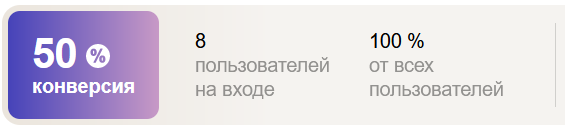 50 %
конверсия
8
пользователей
на входе
100 %
от всех
пользователей